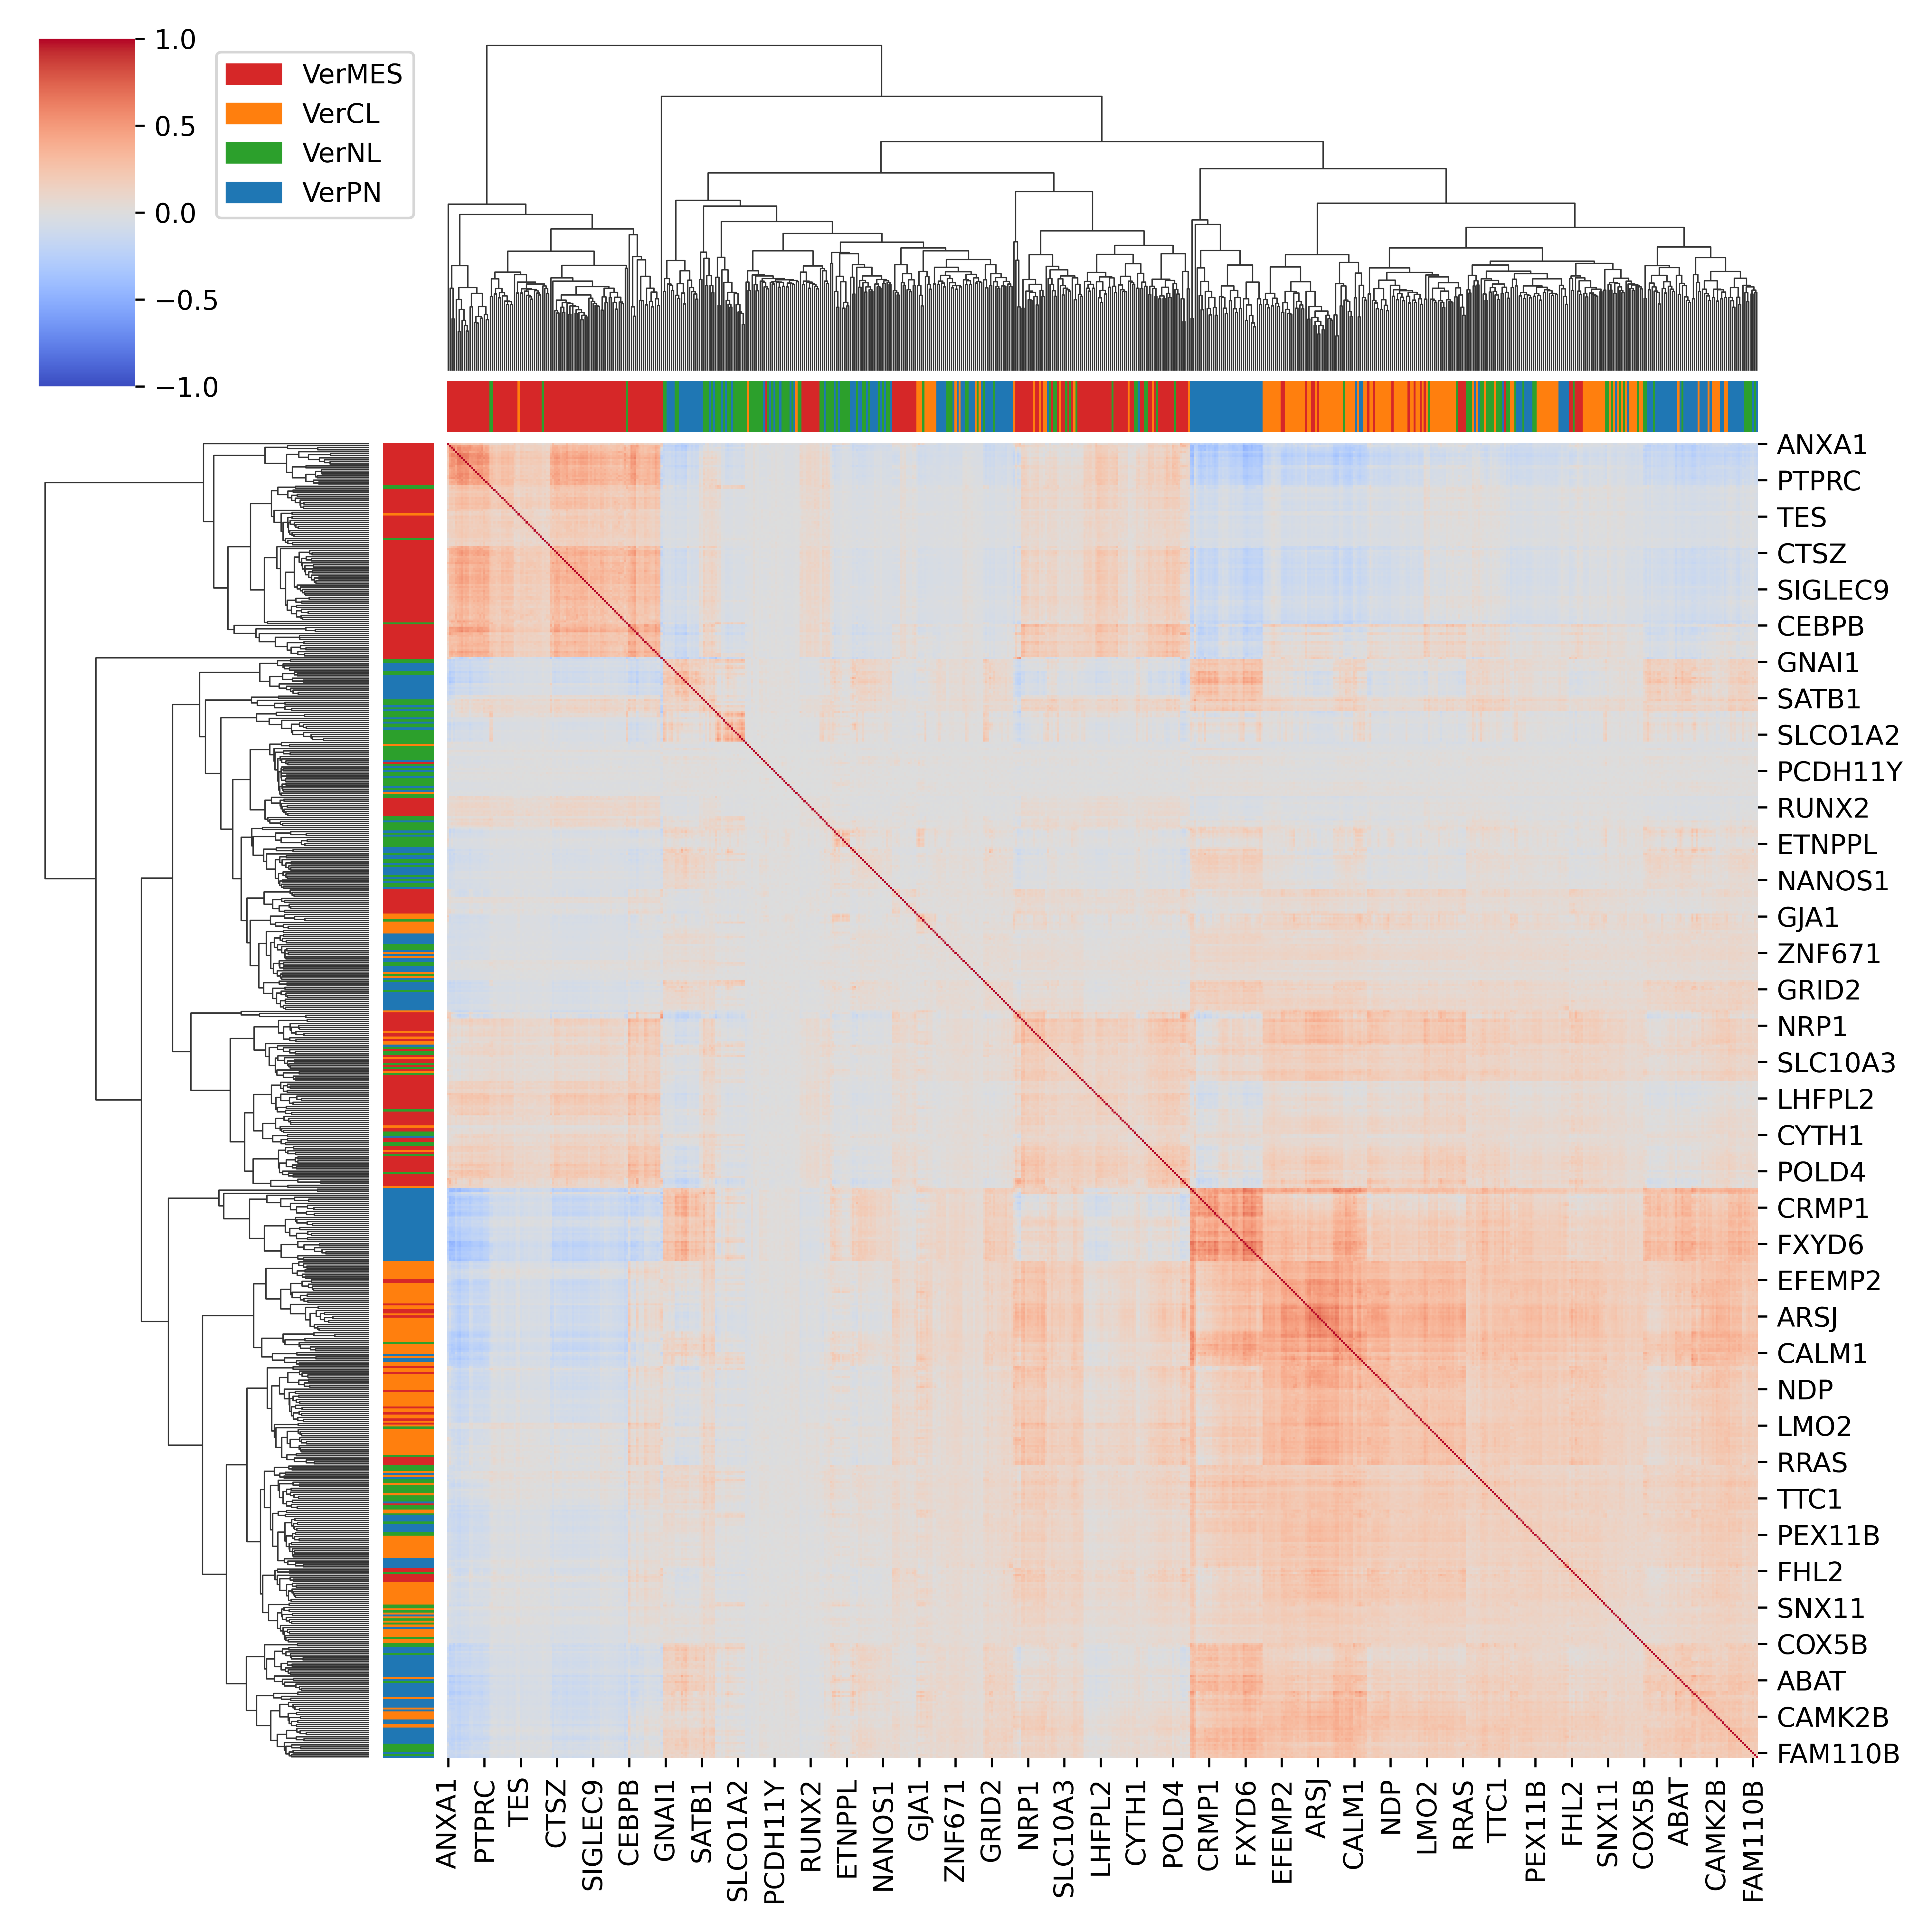 1.0
0.5
0.0
−0.5
−1.0
VerMES
VerCL
VerNL
VerPN
ANXA1
PTPRC
TES
CTSZ
SIGLEC9
CEBPB
GNAI1
SATB1
SLCO1A2
PCDH11Y
RUNX2
ETNPPL
NANOS1
GJA1
ZNF671
GRID2
NRP1
SLC10A3
LHFPL2
CYTH1
POLD4
CRMP1
FXYD6
EFEMP2
ARSJ
CALM1
NDP
LMO2
RRAS
TTC1
PEX11B
FHL2
SNX11
COX5B
ABAT
CAMK2B
FAM110B
ANXA1
PTPRC
TES
CTSZ
SIGLEC9
CEBPB
GNAI1
SATB1
SLCO1A2
PCDH11Y
RUNX2
ETNPPL
NANOS1
GJA1
ZNF671
GRID2
NRP1
SLC10A3
LHFPL2
CYTH1
POLD4
CRMP1
FXYD6
EFEMP2
ARSJ
CALM1
NDP
LMO2
RRAS
TTC1
PEX11B
FHL2
SNX11
COX5B
ABAT
CAMK2B
FAM110B